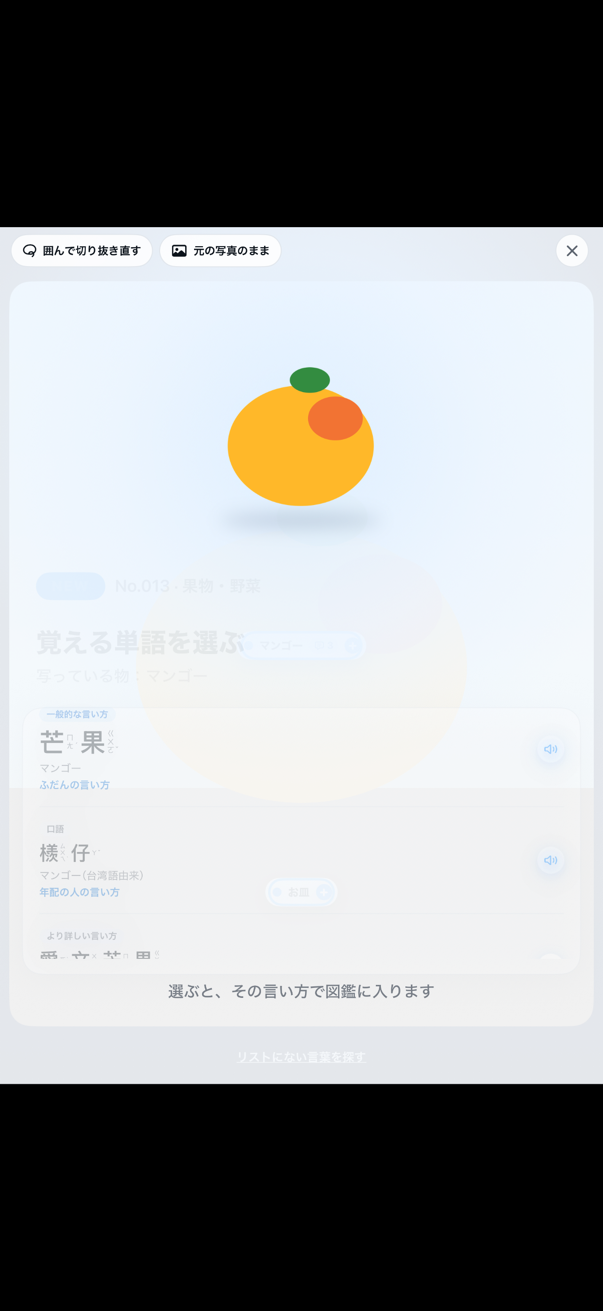 囲んで切り抜き直す
元の写真のまま
No.013・果物・野菜
覚える単語を選ぶ
マンゴー
写っている物：マンゴー
一般的な言い方
芒果
マンゴー
ふだんの言い方
口語
檨仔
マンゴー（台湾語由来）
年配の人の言い方
お皿
より詳しい言い方
愛文芒果
選ぶと、その言い方で図鑑に入ります
リストにない言葉を探す